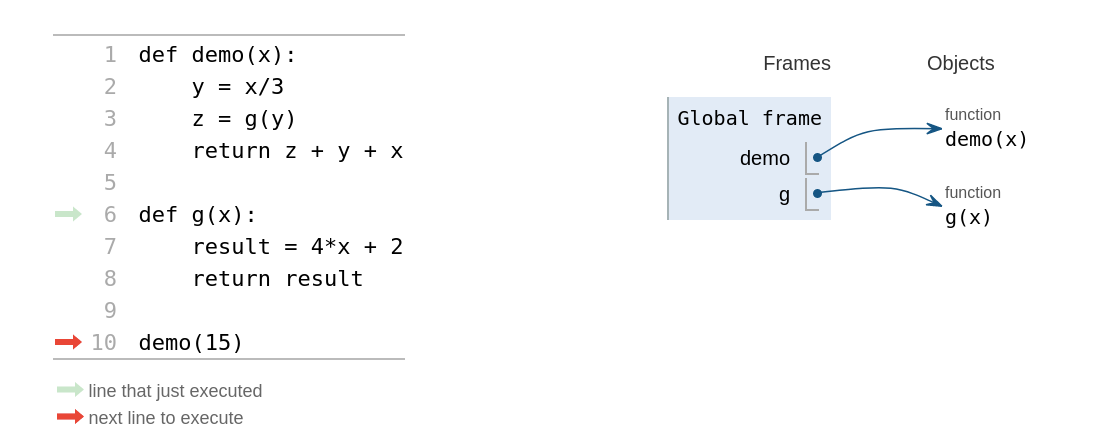 1 def demo(x):
2     y = x/3
3     z = g(y)
4     return z + y + x
5
6 def g(x):
7     result = 4*x + 2
8     return result
9
10 demo(15)
line that just executed
next line to execute
Frames
Objects
Global frame
demo
g
function
demo(x)
function
g(x)